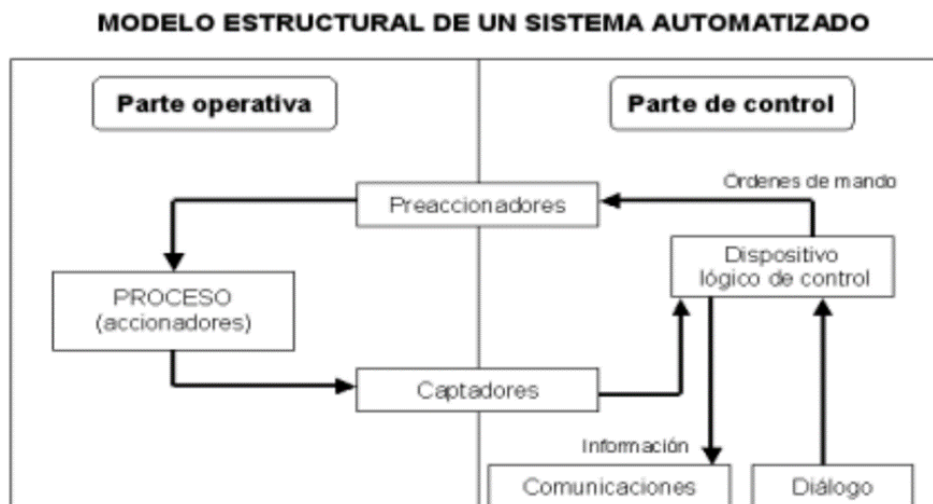 MODELO ESTRUCTURAL DE UN SISTEMA AUTOMATIZADO
Parte operativa
Parte de control
Órdenes de mando
Preaccionadores
Dispositivo
lógico de control
PROCESO
(accionadores)
Captadores
Información
Comunicaciones
Diálogo